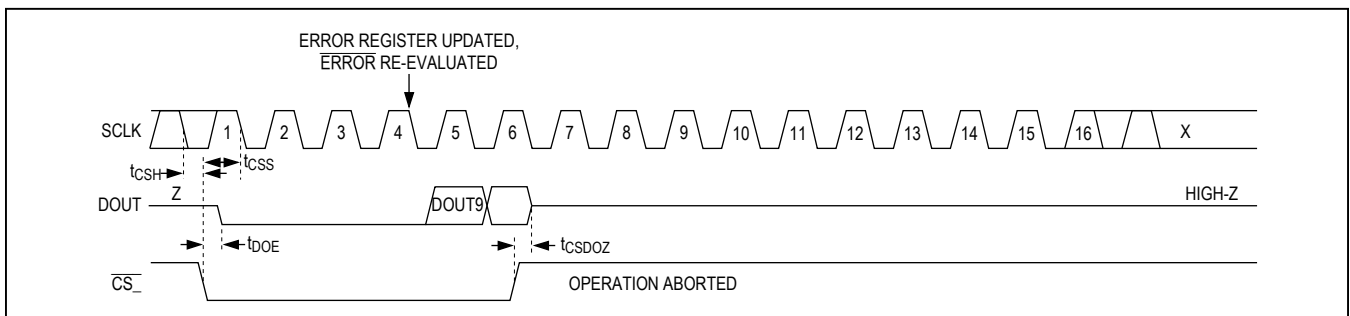 ERROR REGISTER UPDATED,
ERROR RE-EVALUATED
SCLK 1 2 3 4 5 6 7 8 9 10 11 12 13 14 15 16 X
tCSH tCSS
DOUT Z DOUT9 HIGH-Z
tDOE tCSDOZ
CS_ OPERATION ABORTED